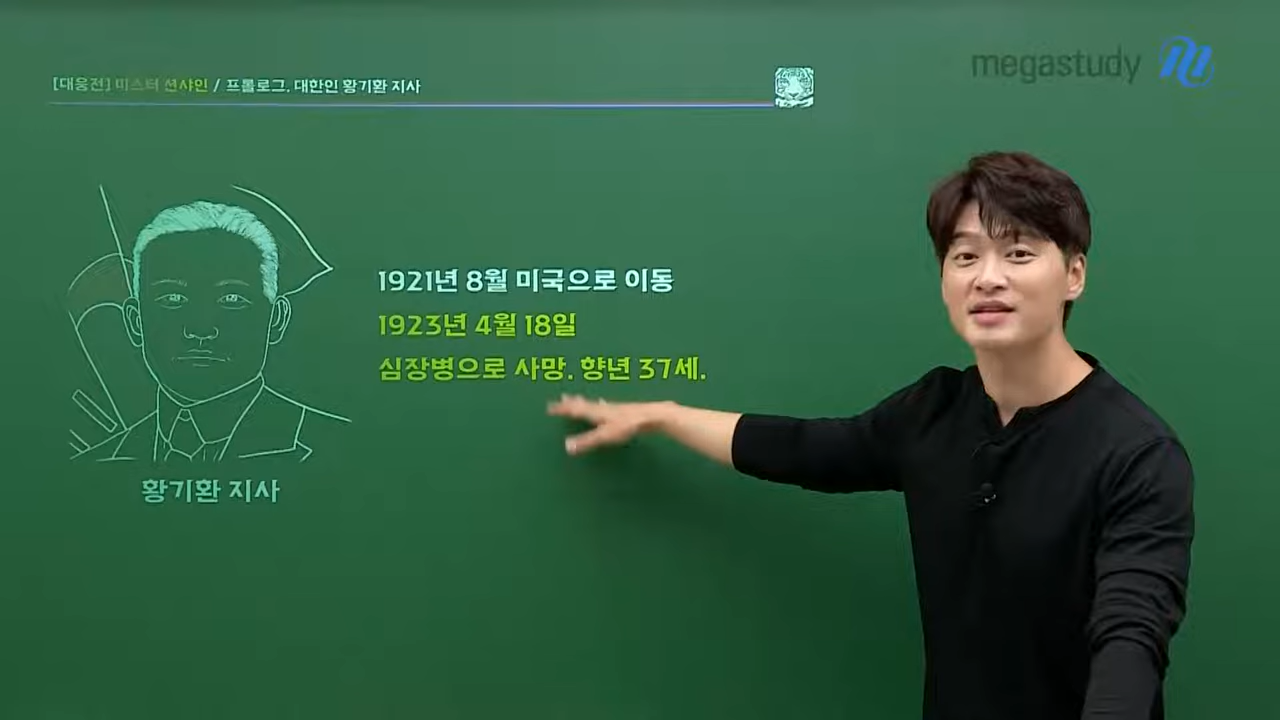 [대웅전] 미스터 션샤인 / 프롤로그. 대한인 황기환 지사
megastudy
1921년 8월 미국으로 이동
1923년 4월 18일
심장병으로 사망. 향년 37세.
황기환 지사